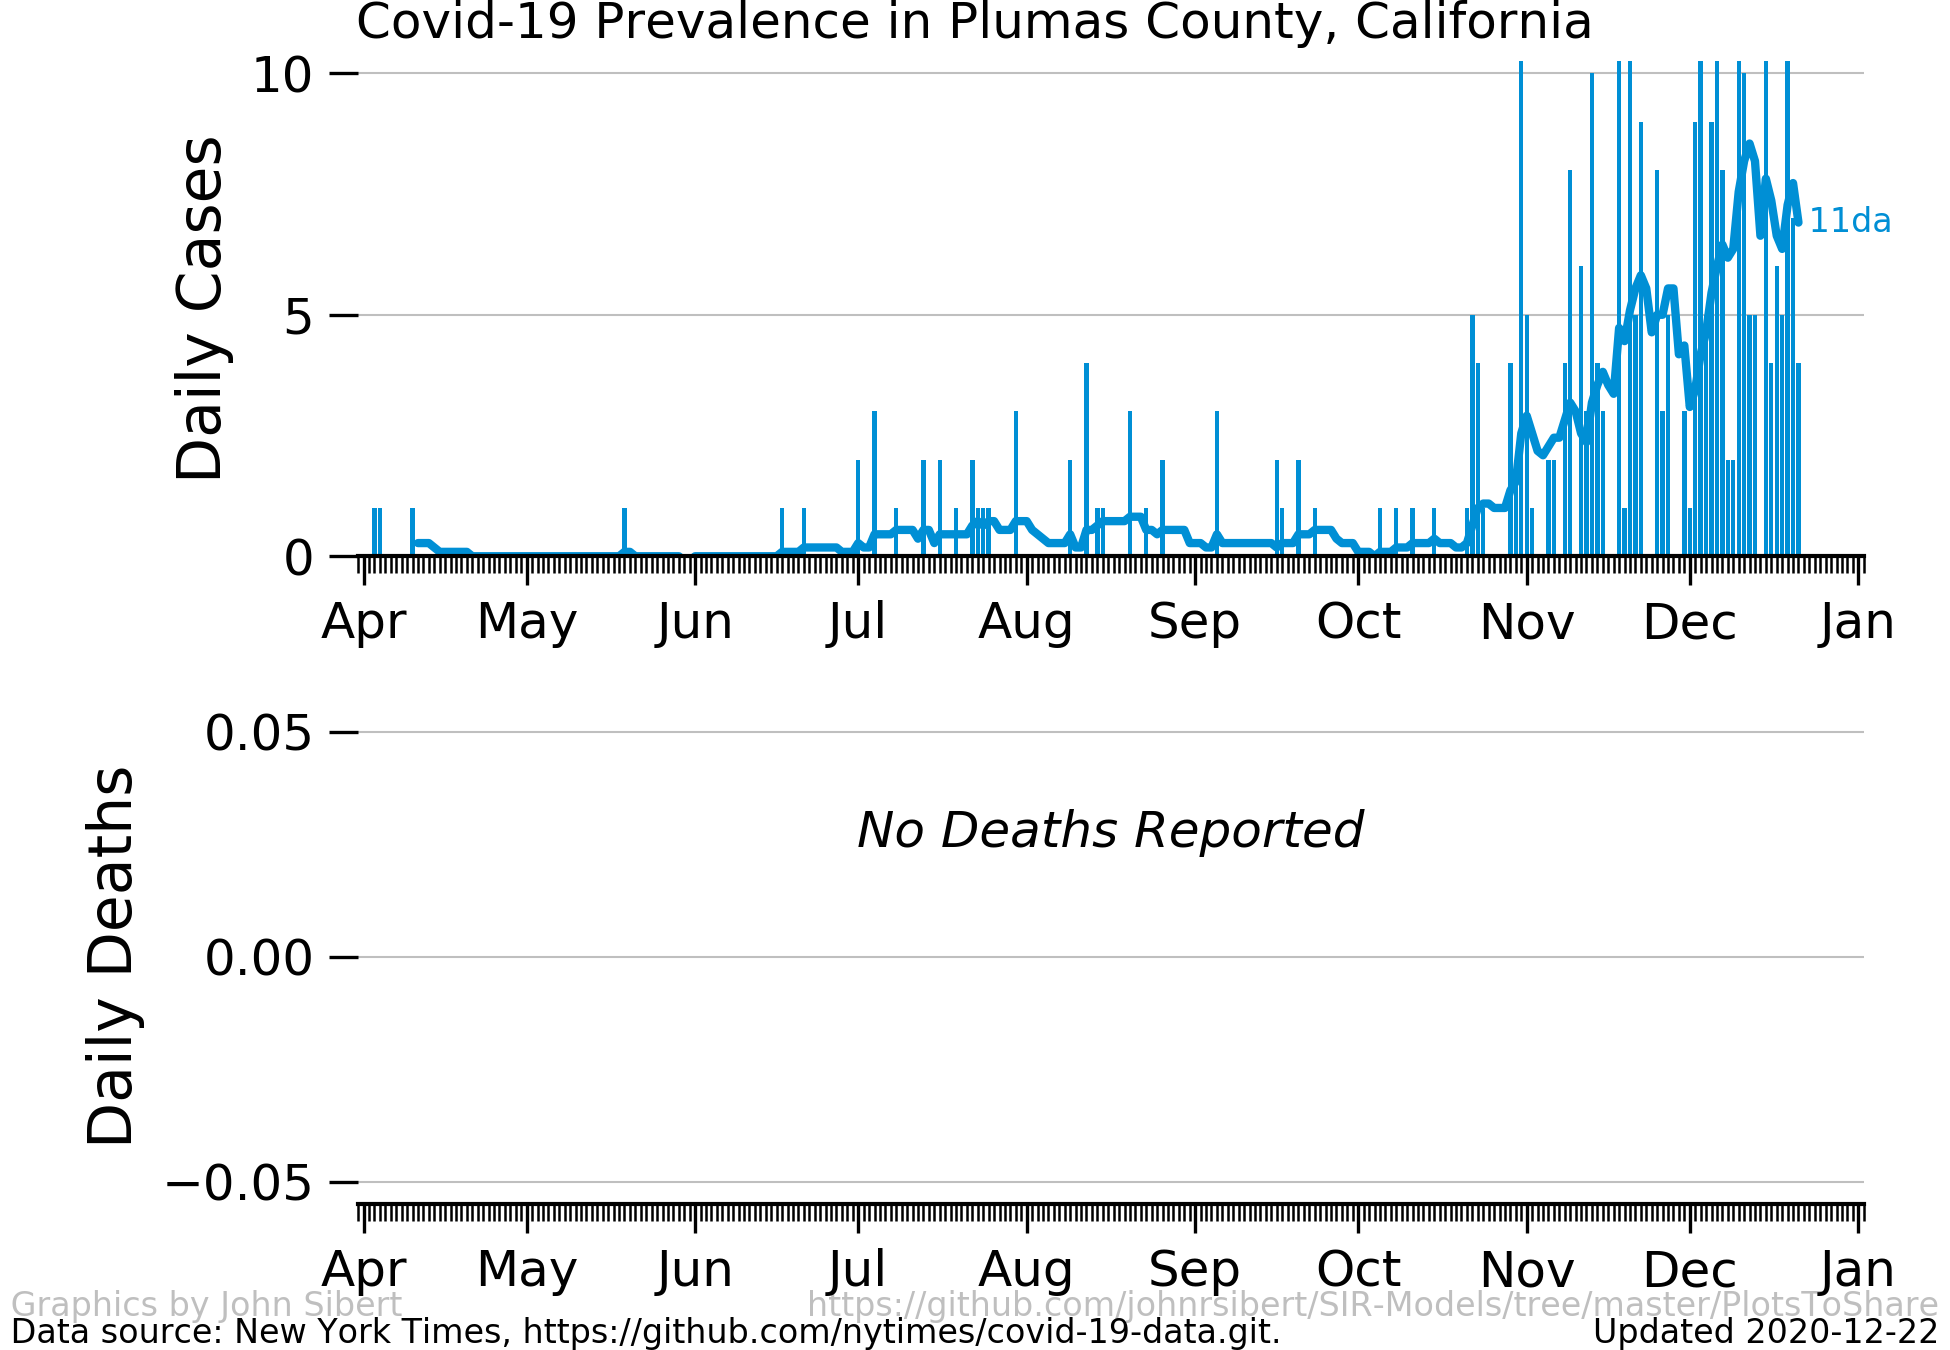 Covid-19 Prevalence in Plumas County, California
10
5
0
Daily Cases
11da
Apr May Jun Jul Aug Sep Oct Nov Dec Jan
0.05
0.00
−0.05
Daily Deaths
No Deaths Reported
Apr May Jun Jul Aug Sep Oct Nov Dec Jan
Graphics by John Sibert https://github.com/johnrsibert/SIR-Models/tree/master/PlotsToShare
Data source: New York Times, https://github.com/nytimes/covid-19-data.git. Updated 2020-12-22